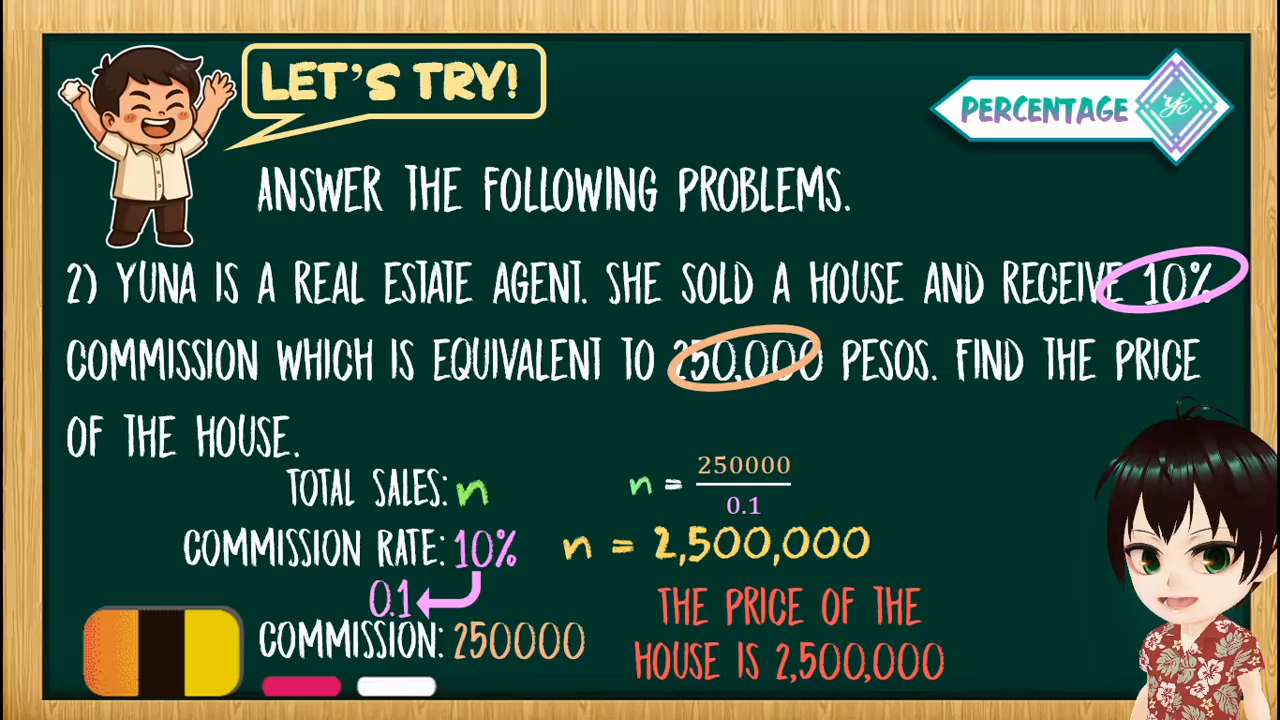 LET'S TRY!
PERCENTAGE
yjc
ANSWER THE FOLLOWING PROBLEMS.
2) YUNA IS A REAL ESTATE AGENT. SHE SOLD A HOUSE AND RECEIVE 10%
COMMISSION WHICH IS EQUIVALENT TO 250,000 PESOS. FIND THE PRICE
OF THE HOUSE.
TOTAL SALES: n
COMMISSION RATE: 10%
0.1
COMMISSION: 250000
n = 250000/0.1
n = 2,500,000
THE PRICE OF THE
HOUSE IS 2,500,000